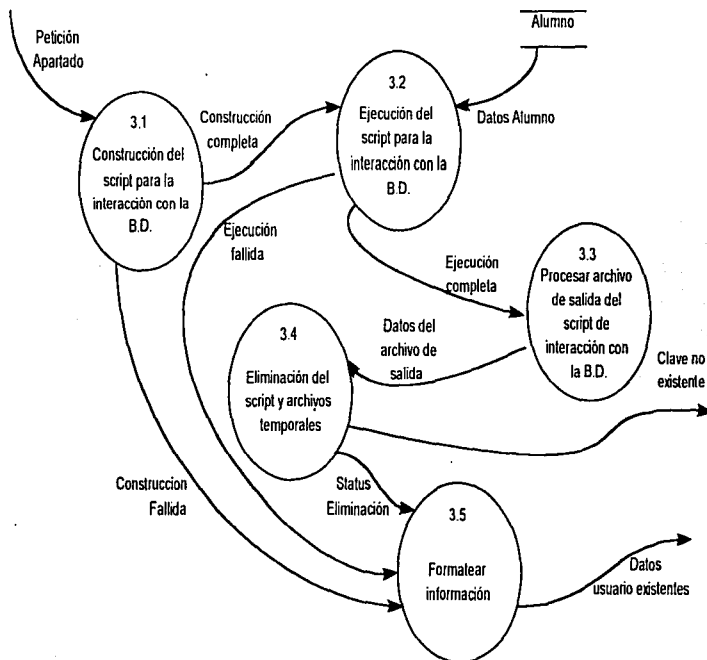 Petición
Apartado
Alumno
3.1
Construcción del
script para la
interacción con la
B.D.
Construcción
completa
3.2
Ejecución del
script para la
interacción con la
B.D.
Datos Alumno
Ejecución
fallida
Ejecución
completa
3.3
Procesar archivo
de salida del
script de
interacción con
la B.D.
Datos del
archivo de
salida
3.4
Eliminación del
script y archivos
temporales
Clave no
existente
Construccion
Fallida
Status
Eliminación
3.5
Formatear
información
Datos
usuario existentes